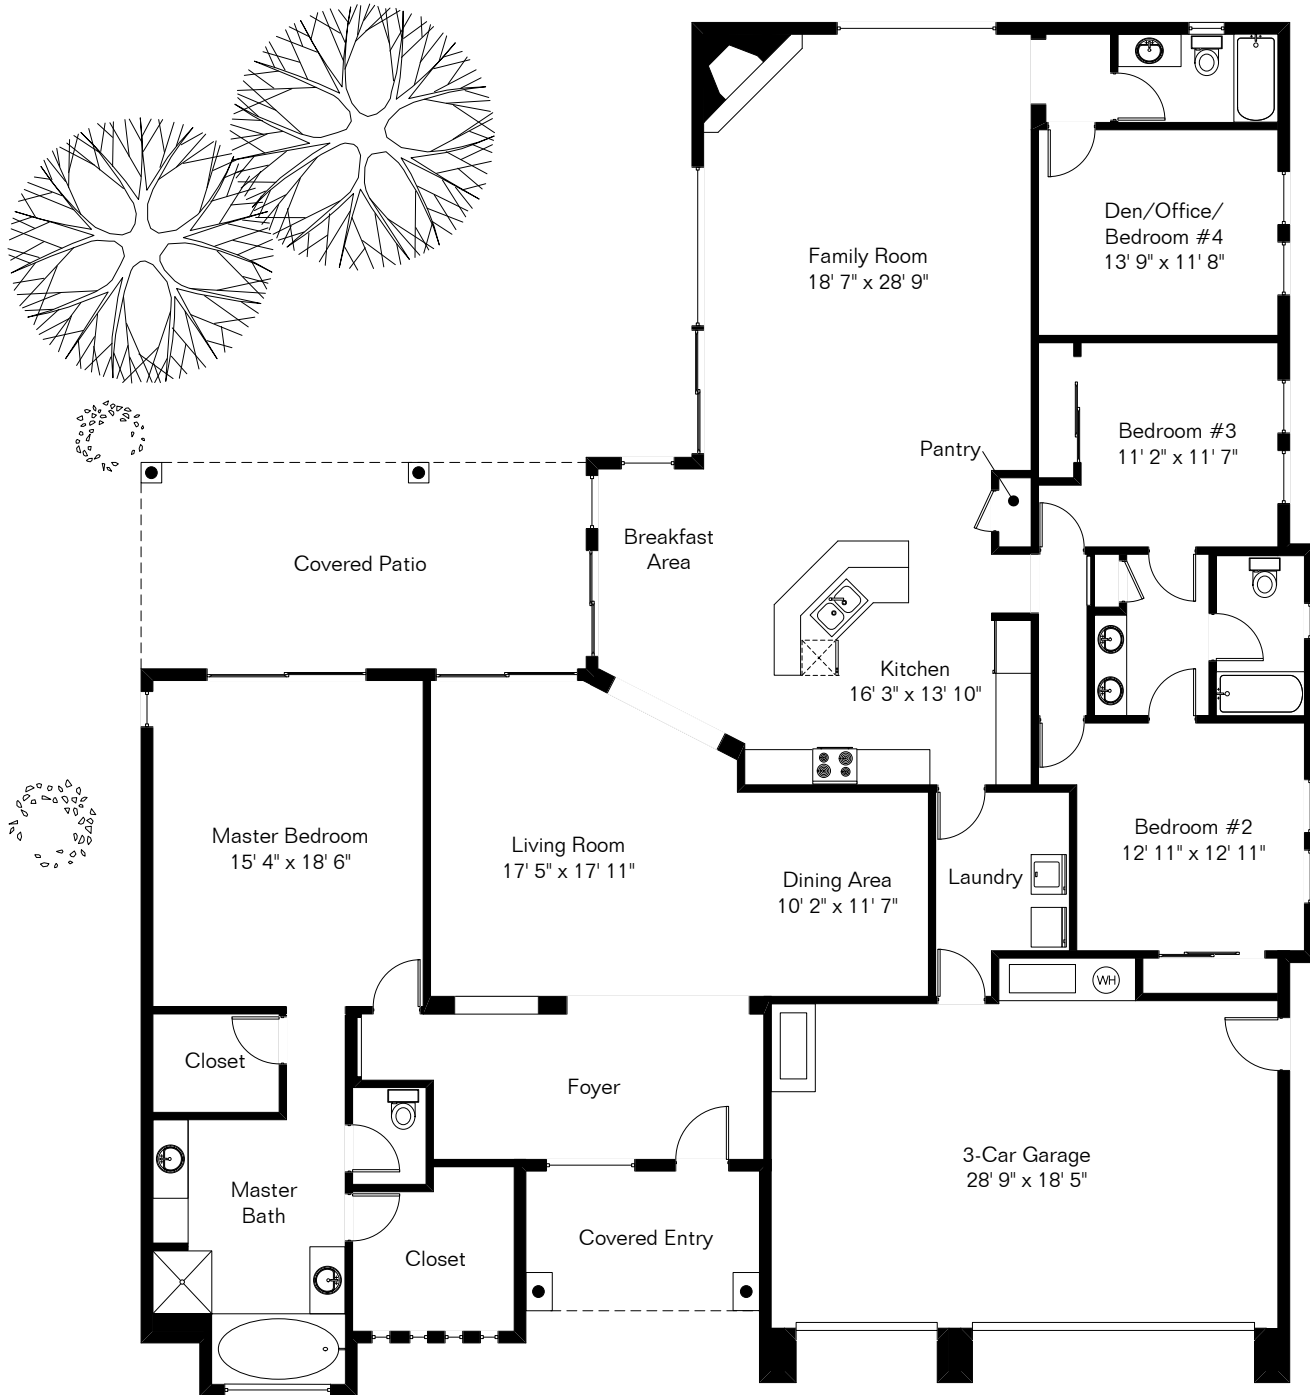 Family Room
18' 7" x 28' 9"
Den/Office/
Bedroom #4
13' 9" x 11' 8"
Bedroom #3
11' 2" x 11' 7"
Pantry
Breakfast
Area
Covered Patio
Kitchen
16' 3" x 13' 10"
Master Bedroom
15' 4" x 18' 6"
Living Room
17' 5" x 17' 11"
Dining Area
10' 2" x 11' 7"
Laundry
Bedroom #2
12' 11" x 12' 11"
WH
Closet
Foyer
3-Car Garage
28' 9" x 18' 5"
Master
Bath
Closet
Covered Entry